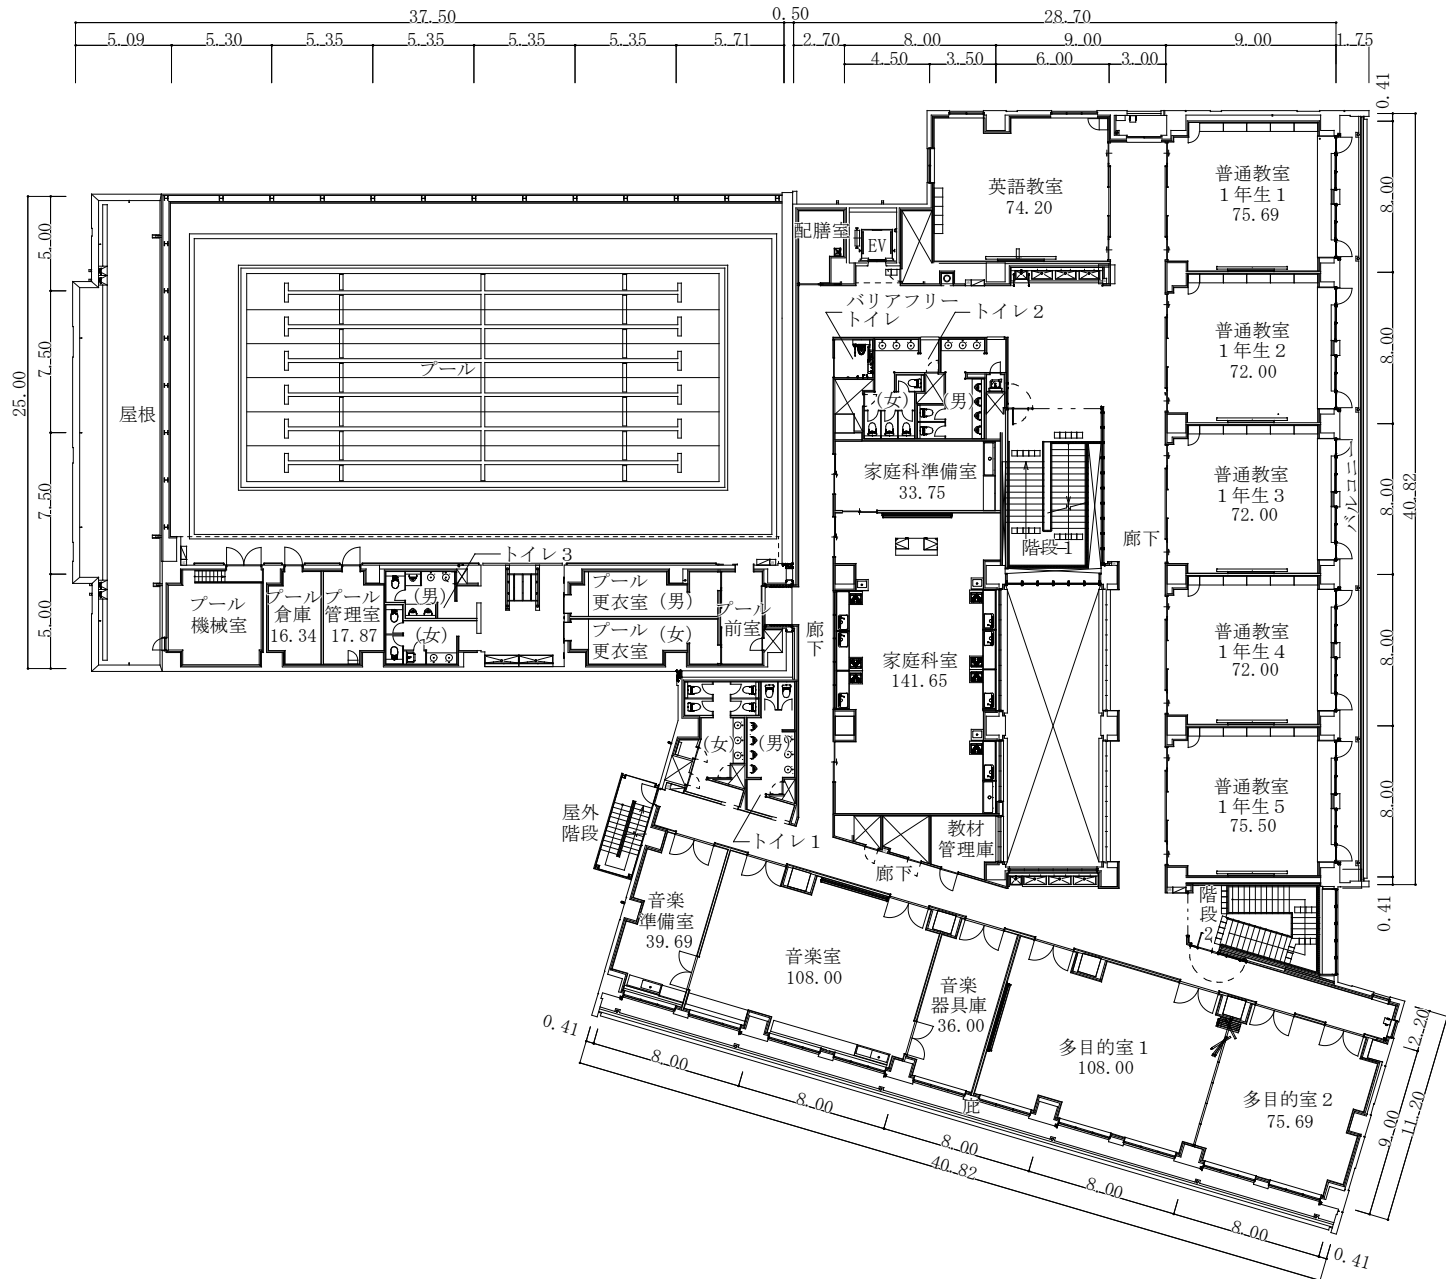 37.50
0.50
28.70
5.09
5.30
5.35
5.35
5.35
5.35
5.71
2.70
8.00
9.00
9.00
1.75
4.50
3.50
6.00
3.00
0.41
英語教室
74.20
普通教室
1年生1
75.69
8.00
配膳室
EV
5.00
バリアフリー
トイレ
トイレ2
普通教室
1年生2
72.00
8.00
7.50
25.00
プール
屋根
(女)
(男)
家庭科準備室
33.75
普通教室
1年生3
72.00
バルコニー
8.00
40.82
7.50
階段1
廊下
トイレ3
プール
機械室
プール
倉庫
16.34
プール
管理室
17.87
(男)
(女)
プール
更衣室
(男)
プール
更衣室
(女)
プール
前室
5.00
廊下
家庭科室
141.65
普通教室
1年生4
72.00
8.00
(女)
(男)
屋外
階段
トイレ1
教材
管理庫
廊下
普通教室
1年生5
75.50
8.00
0.41
階段2
音楽
準備室
39.69
音楽室
108.00
音楽
器具庫
36.00
多目的室1
108.00
多目的室2
75.69
庇
0.41
8.00
8.00
8.00
8.00
8.00
40.82
0.41
2.20
9.00
11.20